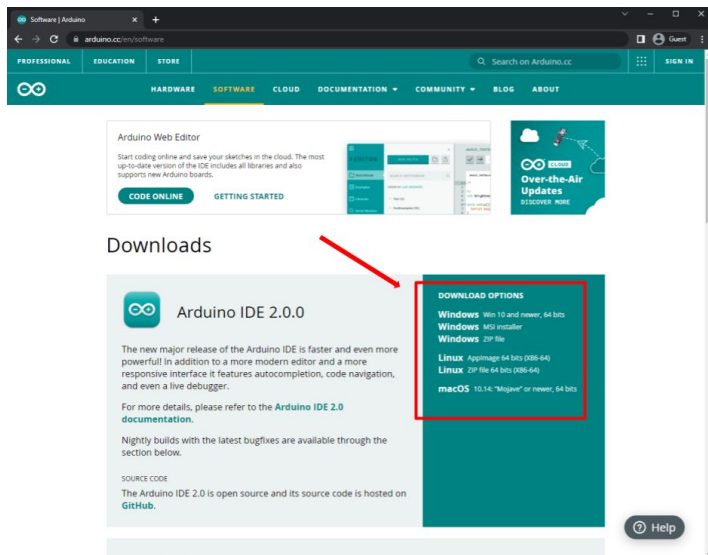 Software | Arduino
arduino.cc/en/software
Guest
PROFESSIONAL EDUCATION STORE
Search on Arduino.cc
SIGN IN
HARDWARE SOFTWARE CLOUD DOCUMENTATION COMMUNITY BLOG ABOUT
Arduino Web Editor
Start coding online and save your sketches in the cloud. The most
up-to-date version of the IDE includes all libraries and also
supports new Arduino boards.
CODE ONLINE GETTING STARTED
CLOUD
Over-the-Air
Updates
DISCOVER MORE
Downloads
Arduino IDE 2.0.0
The new major release of the Arduino IDE is faster and even more
powerful! In addition to a more modern editor and a more
responsive interface it features autocompletion, code navigation,
and even a live debugger.
For more details, please refer to the Arduino IDE 2.0
documentation.
Nightly builds with the latest bugfixes are available through the
section below.
SOURCE CODE
The Arduino IDE 2.0 is open source and its source code is hosted on
GitHub.
DOWNLOAD OPTIONS
Windows Win 10 and newer, 64 bits
Windows MSI installer
Windows ZIP file
Linux AppImage 64 bits (X86-64)
Linux ZIP file 64 bits (X86-64)
macOS 10.14: "Mojave" or newer, 64 bits
Help